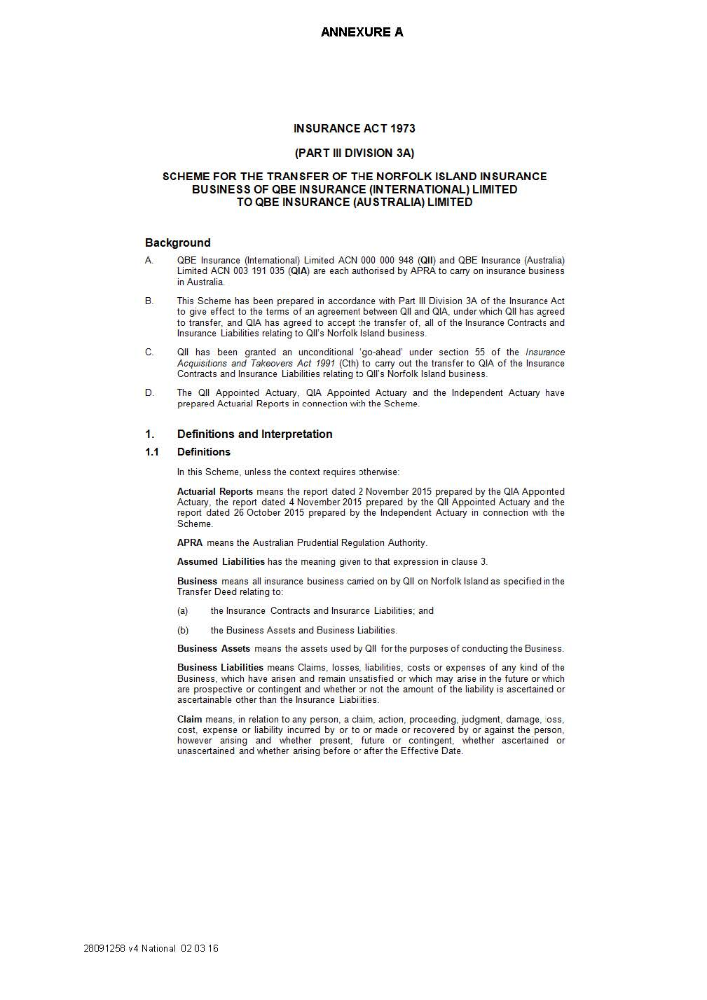 ANNEXURE A
INSURANCE ACT 1973
(PART III DIVISION 3A)
SCHEME FOR THE TRANSFER OF THE NORFOLK ISLAND INSURANCE
BUSINESS OF QBE INSURANCE (INTERNATIONAL) LIMITED
TO QBE INSURANCE (AUSTRALIA) LIMITED
Background
A. QBE Insurance (International) Limited ACN 000 000 948 (QII) and QBE Insurance (Australia)
Limited ACN 003 191 035 (QIA) are each authorised by APRA to carry on insurance business
in Australia.
B. This Scheme has been prepared in accordance with Part III Division 3A of the Insurance Act
to give effect to the terms of an agreement between QII and QIA, under which QII has agreed
to transfer, and QIA has agreed to accept the transfer of, all of the Insurance Contracts and
Insurance Liabilities relating to QII's Norfolk Island business.
C. QII has been granted an unconditional 'go-ahead' under section 55 of the Insurance
Acquisitions and Takeovers Act 1991 (Cth) to carry out the transfer to QIA of the Insurance
Contracts and Insurance Liabilities relating to QII's Norfolk Island business.
D. The QII Appointed Actuary, QIA Appointed Actuary and the Independent Actuary have
prepared Actuarial Reports in connection with the Scheme.
1. Definitions and Interpretation
1.1 Definitions
In this Scheme, unless the context requires otherwise:
Actuarial Reports means the report dated 2 November 2015 prepared by the QIA Appointed
Actuary, the report dated 4 November 2015 prepared by the QII Appointed Actuary and the
report dated 26 October 2015 prepared by the Independent Actuary in connection with the
Scheme.
APRA means the Australian Prudential Regulation Authority.
Assumed Liabilities has the meaning given to that expression in clause 3.
Business means all insurance business carried on by QII on Norfolk Island as specified in the
Transfer Deed relating to:
(a) the Insurance Contracts and Insurance Liabilities; and
(b) the Business Assets and Business Liabilities.
Business Assets means the assets used by QII for the purposes of conducting the Business.
Business Liabilities means Claims, losses, liabilities, costs or expenses of any kind of the
Business, which have arisen and remain unsatisfied or which may arise in the future or which
are prospective or contingent and whether or not the amount of the liability is ascertained or
ascertainable other than the Insurance Liabilities.
Claim means, in relation to any person, a claim, action, proceeding, judgment, damage, loss,
cost, expense or liability incurred by or to or made or recovered by or against the person,
however arising and whether present, future or contingent, whether ascertained or
unascertained and whether arising before or after the Effective Date.
28091258 v4 National 02 03 16